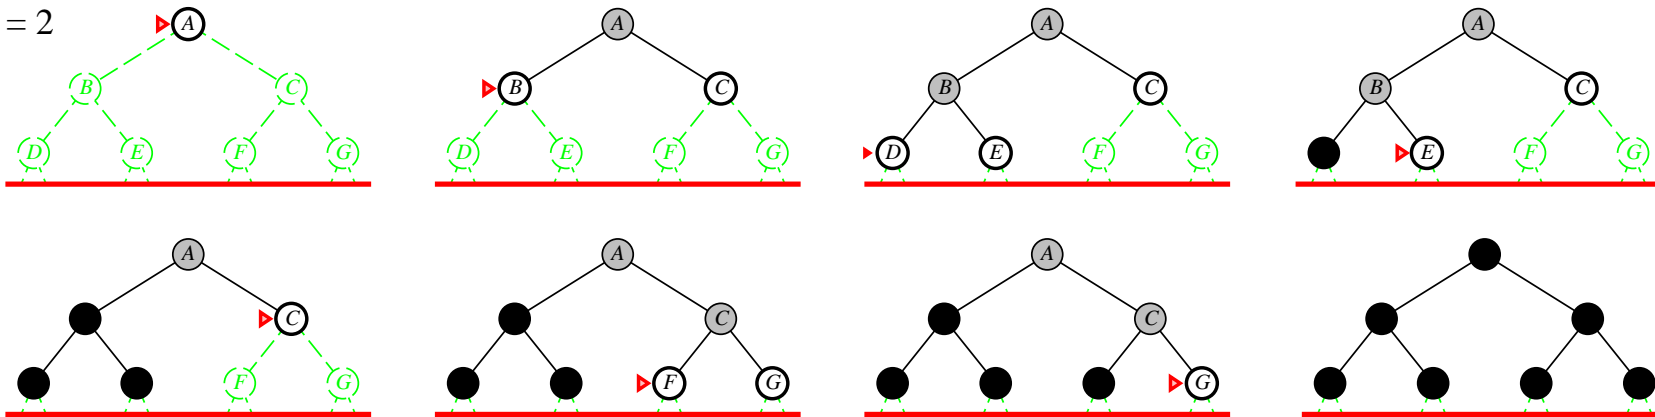 = 2
A A A A
B C B C B C B C
D E F G D E F G D E F G E F G
A A A
C C C
F G F G G